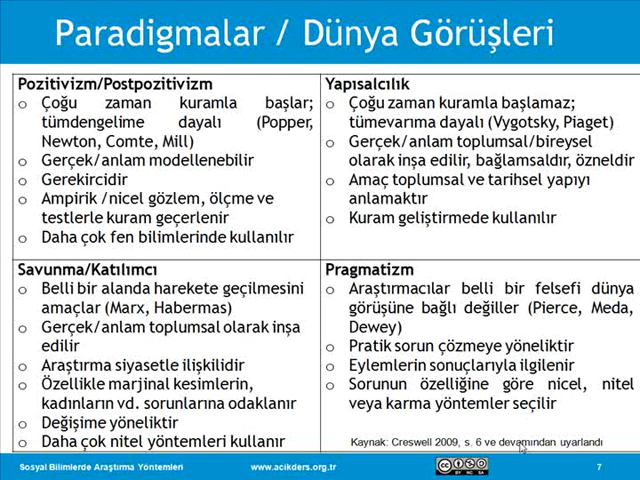 Paradigmalar / Dünya Görüşleri
Pozitivizm/Postpozitivizm
o Çoğu zaman kuramla başlar;
tümdengelime dayalı (Popper,
Newton, Comte, Mill)
o Gerçek/anlam modellenebilir
o Gerekircidir
o Ampirik /nicel gözlem, ölçme ve
testlerle kuram geçerlenir
o Daha çok fen bilimlerinde kullanılır
Yapısalcılık
o Çoğu zaman kuramla başlamaz;
tümevarıma dayalı (Vygotsky, Piaget)
o Gerçek/anlam toplumsal/bireysel
olarak inşa edilir, bağlamsaldır, özneldir
o Amaç toplumsal ve tarihsel yapıyı
anlamaktır
o Kuram geliştirmede kullanılır
Savunma/Katılımcı
o Belli bir alanda harekete geçilmesini
amaçlar (Marx, Habermas)
o Gerçek/anlam toplumsal olarak inşa
edilir
o Araştırma siyasetle ilişkilidir
o Özellikle marjinal kesimlerin,
kadınların vd. sorunlarına odaklanır
o Değişime yöneliktir
o Daha çok nitel yöntemleri kullanır
Pragmatizm
o Araştırmacılar belli bir felsefi dünya
görüşüne bağlı değiller (Pierce, Meda,
Dewey)
o Pratik sorun çözmeye yöneliktir
o Eylemlerin sonuçlarıyla ilgilenir
o Sorunun özelliğine göre nicel, nitel
veya karma yöntemler seçilir
Kaynak: Creswell 2009, s. 6 ve devamından uyarlandı
Sosyal Bilimlerde Araştırma Yöntemleri
www.acikders.org.tr
cc
BY NC SA
7